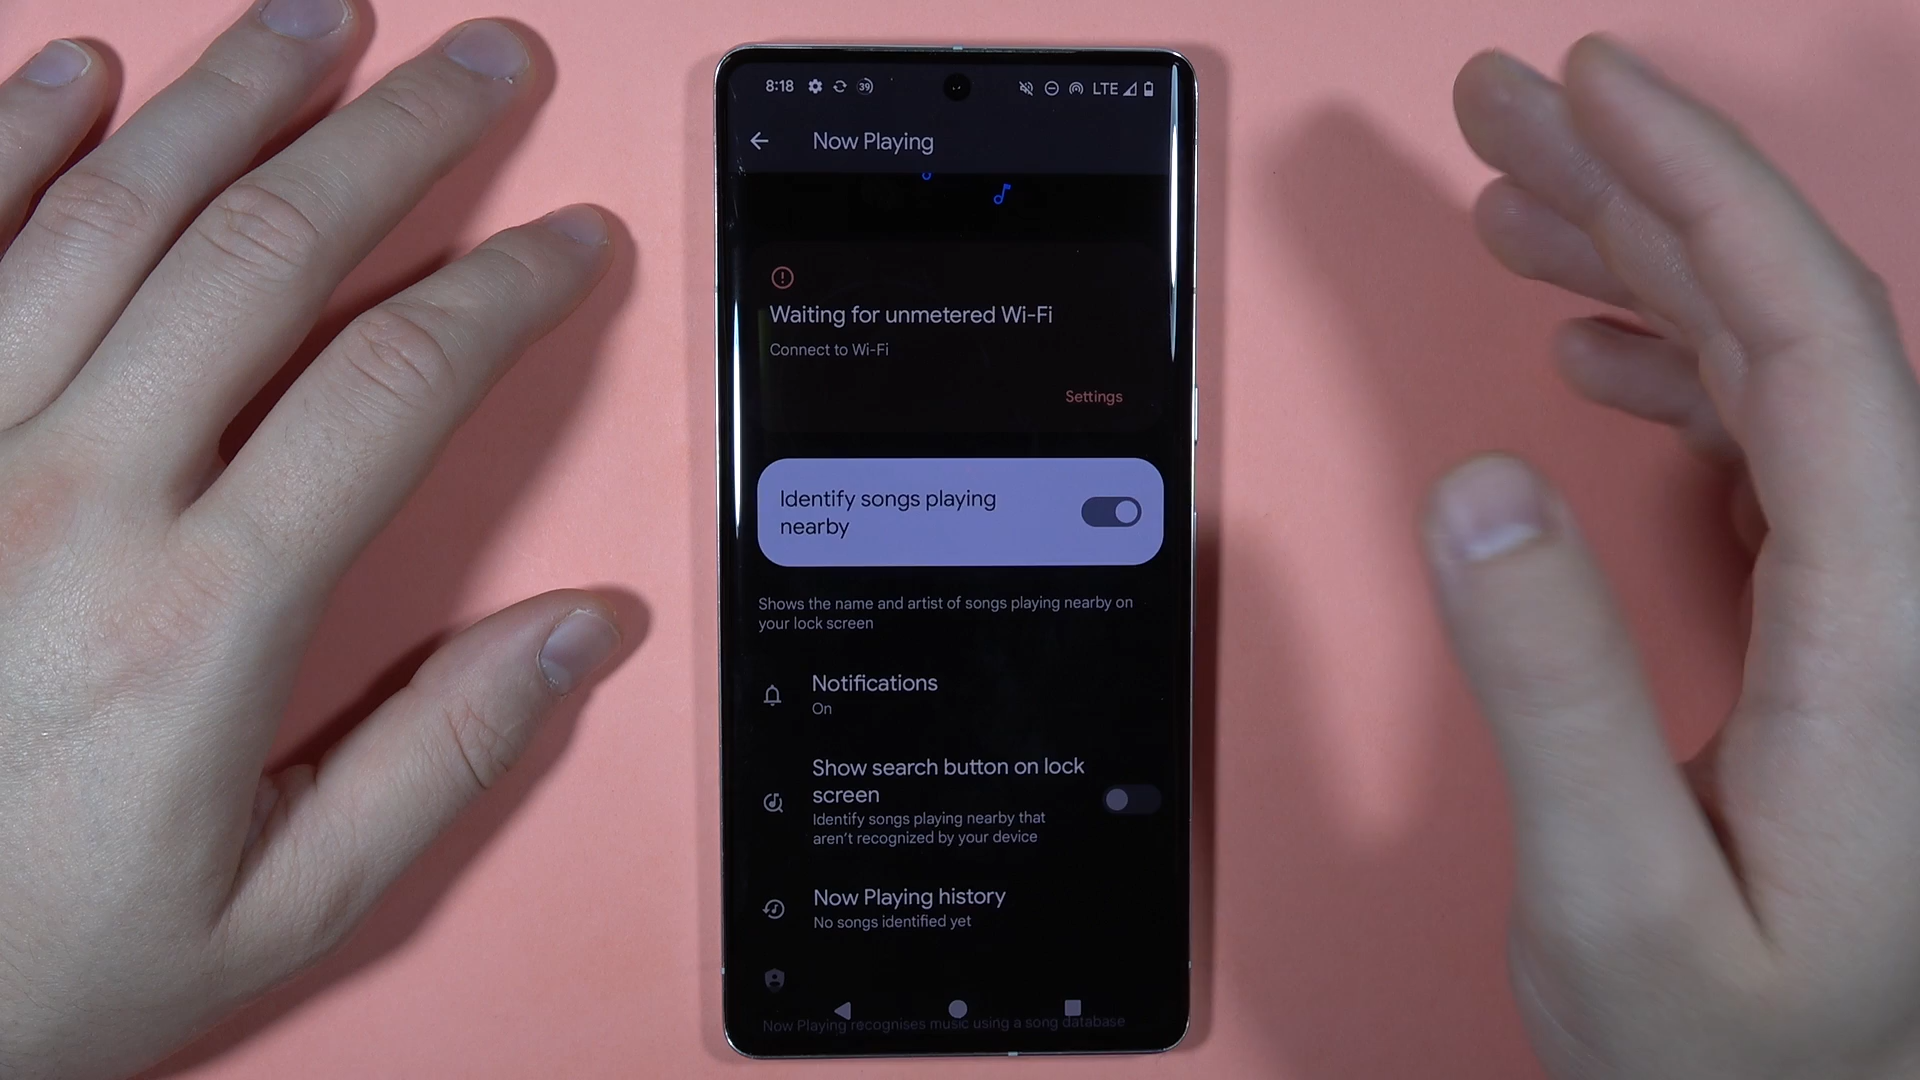 8:18 39 LTE
Now Playing
Waiting for unmetered Wi-Fi
Connect to Wi-Fi
Settings
Identify songs playing
nearby
Shows the name and artist of songs playing nearby on
your lock screen
Notifications
On
Show search button on lock
screen
Identify songs playing nearby that
aren't recognized by your device
Now Playing history
No songs identified yet
Now Playing recognises music using a song database